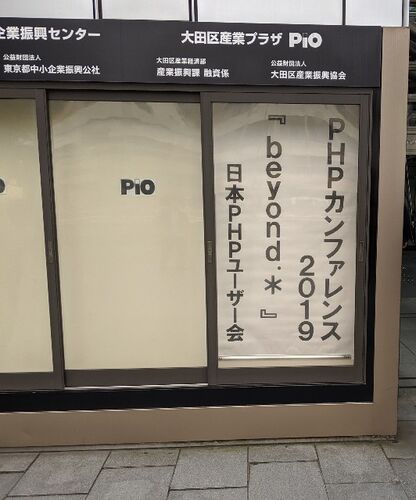 企業振興センター
大田区産業プラザ PiO
公益財団法人
東京都中小企業振興公社
大田区産業経済部
産業振興課 融資係
公益財団法人
大田区産業振興協会
PiO
PHPカンファレンス
2019
『beyond.*』
日本PHPユーザー会